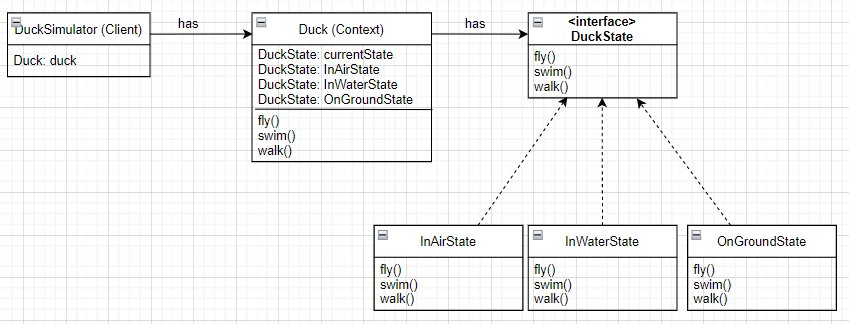 DuckSimulator (Client)
Duck: duck
has
Duck (Context)
DuckState: currentState
DuckState: InAirState
DuckState: InWaterState
DuckState: OnGroundState
fly()
swim()
walk()
has
<interface>
DuckState
fly()
swim()
walk()
InAirState
fly()
swim()
walk()
InWaterState
fly()
swim()
walk()
OnGroundState
fly()
swim()
walk()